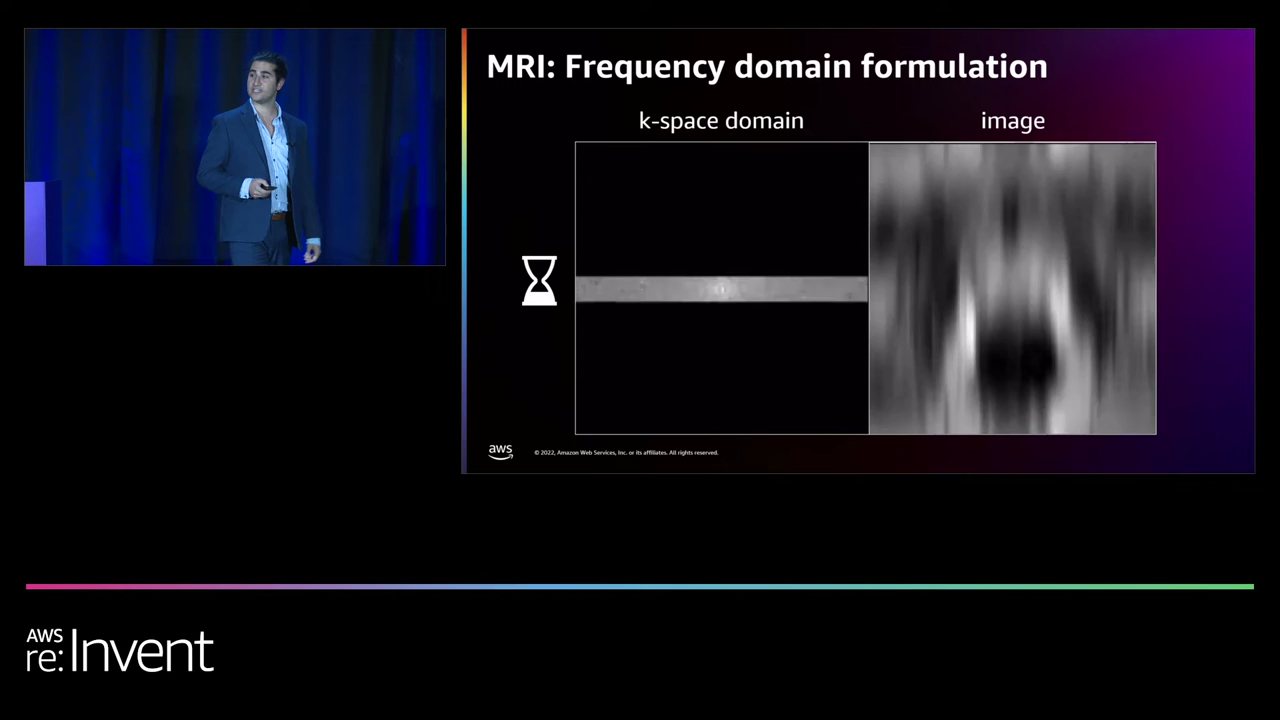 MRI: Frequency domain formulation
k-space domain
image
aws
© 2022, Amazon Web Services, Inc. or its affiliates. All rights reserved.
AWS
re:Invent